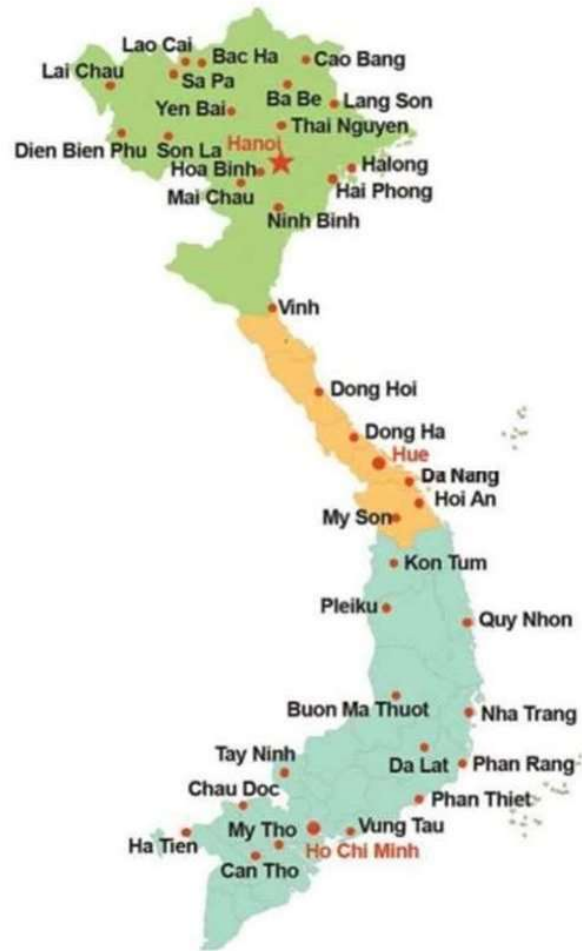 Lao Cai
Bac Ha
Cao Bang
Lai Chau
Sa Pa
Ba Be
Lang Son
Yen Bai
Thai Nguyen
Dien Bien Phu
Son La
Hanoi
Hoa Binh
Halong
Mai Chau
Hai Phong
Ninh Binh
Vinh
Dong Hoi
Dong Ha
Hue
Da Nang
Hoi An
My Son
Kon Tum
Pleiku
Quy Nhon
Buon Ma Thuot
Nha Trang
Tay Ninh
Da Lat
Phan Rang
Chau Doc
Phan Thiet
My Tho
Vung Tau
Ha Tien
Ho Chi Minh
Can Tho